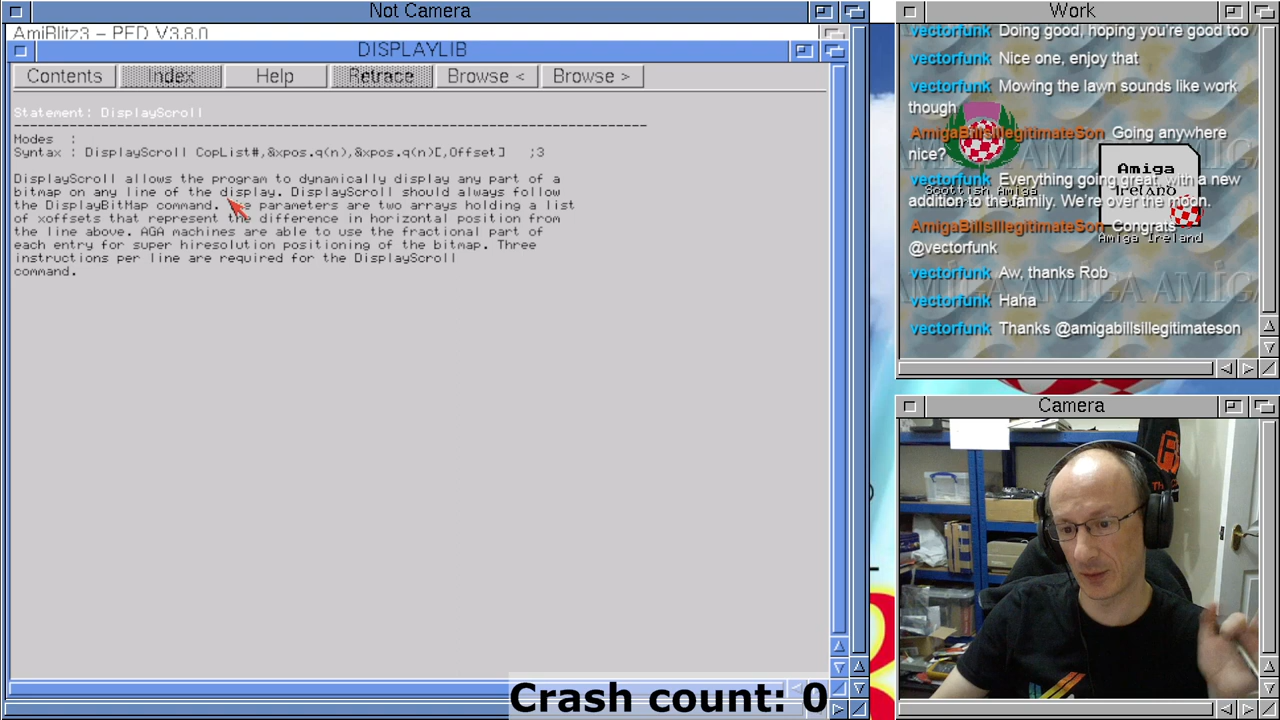 Not Camera
AmiBlitz3 - PED V3.8.0
DISPLAYLIB
Contents
Index
Help
Retrace
Browse <
Browse >
Statement: DisplayScroll
Modes :
Syntax : DisplayScroll CopList#,&xpos.q(n),&xpos.q(n)[,Offset] ;3
DisplayScroll allows the program to dynamically display any part of a
bitmap on any line of the display. DisplayScroll should always follow
the DisplayBitMap command. parameters are two arrays holding a list
of xoffsets that represent the difference in horizontal position from
the line above. AGA machines are able to use the fractional part of
each entry for super hiresolution positioning of the bitmap. Three
instructions per line are required for the DisplayScroll
command.
Crash count: 0
Work
vectorfunk Doing good, hoping you're good too
vectorfunk Nice one, enjoy that
vectorfunk Mowing the lawn sounds like work
though
AmigaBillsIllegitimateSon Going anywhere
nice?
vectorfunk Everything going great, with a new
addition to the family. We're over the moon.
AmigaBillsIllegitimateSon Congrats
@vectorfunk
vectorfunk Aw, thanks Rob
vectorfunk Haha
vectorfunk Thanks @amigabillsillegitimateson
Scottish Amiga
Amiga
Ireland
Amiga Ireland
AMIGA AMIGA AMIGA
Camera